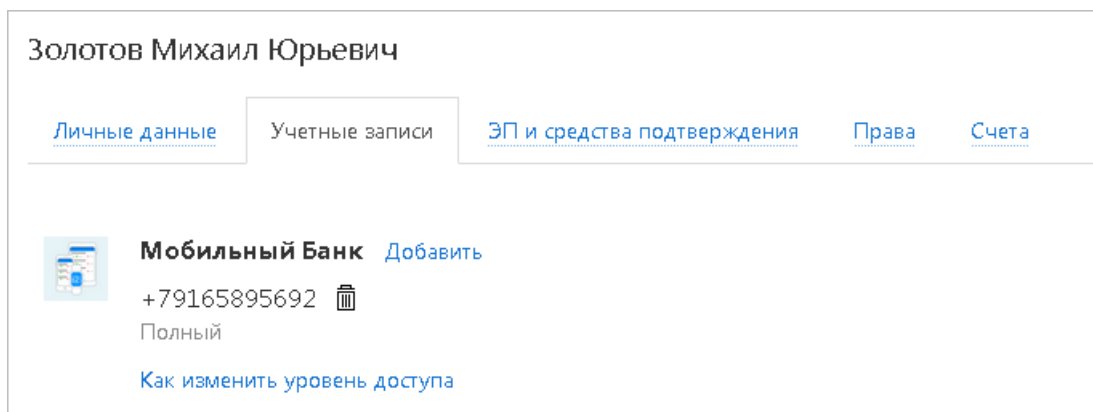 Золотов Михаил Юрьевич
Личные данные Учетные записи ЭП и средства подтверждения Права Счета
Мобильный Банк Добавить
+79165895692
Полный
Как изменить уровень доступа